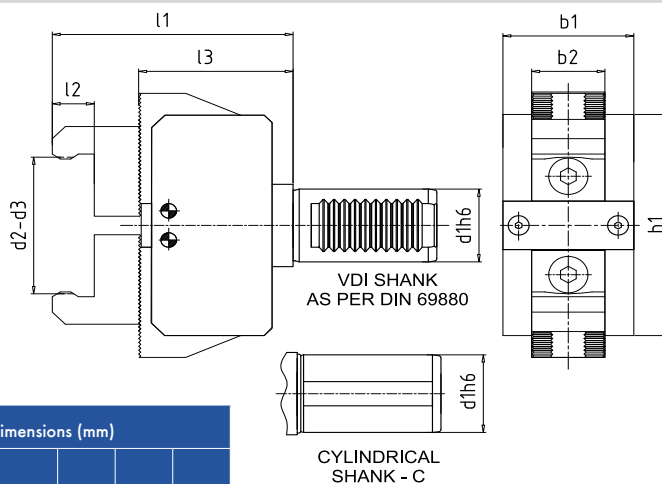 l1
b1
l3
b2
l2
d2-d3
d1h6
h1
VDI SHANK
AS PER DIN 69880
d1h6
imensions (mm)
CYLINDRICAL
SHANK - C